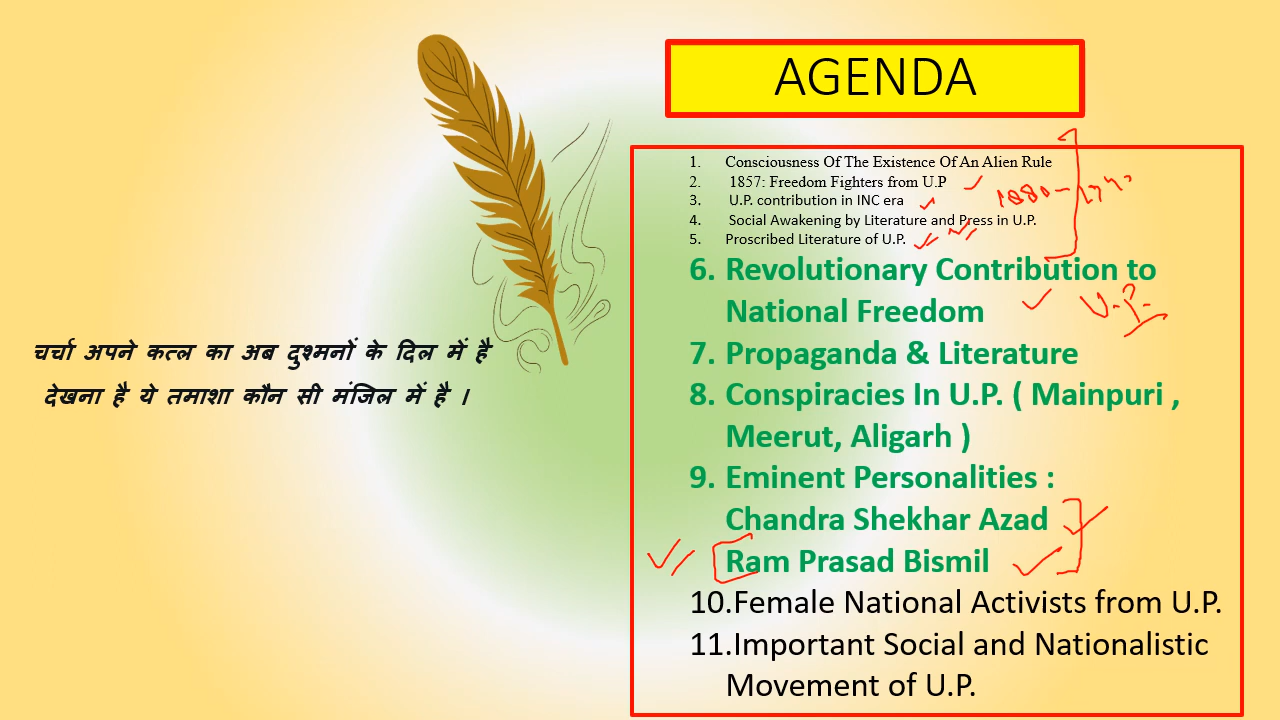 AGENDA
1. Consciousness Of The Existence Of An Alien Rule
2. 1857: Freedom Fighters from U.P
3. U.P. contribution in INC era
4. Social Awakening by Literature and Press in U.P.
5. Proscribed Literature of U.P.
6. Revolutionary Contribution to
National Freedom
7. Propaganda & Literature
8. Conspiracies In U.P. ( Mainpuri ,
Meerut, Aligarh )
9. Eminent Personalities :
Chandra Shekhar Azad
Ram Prasad Bismil
10.Female National Activists from U.P.
11.Important Social and Nationalistic
Movement of U.P.
1880-
U.P.
चर्चा अपने कत्ल का अब दुश्मनों के दिल में है
देखना है ये तमाशा कौन सी मंजिल में है ।